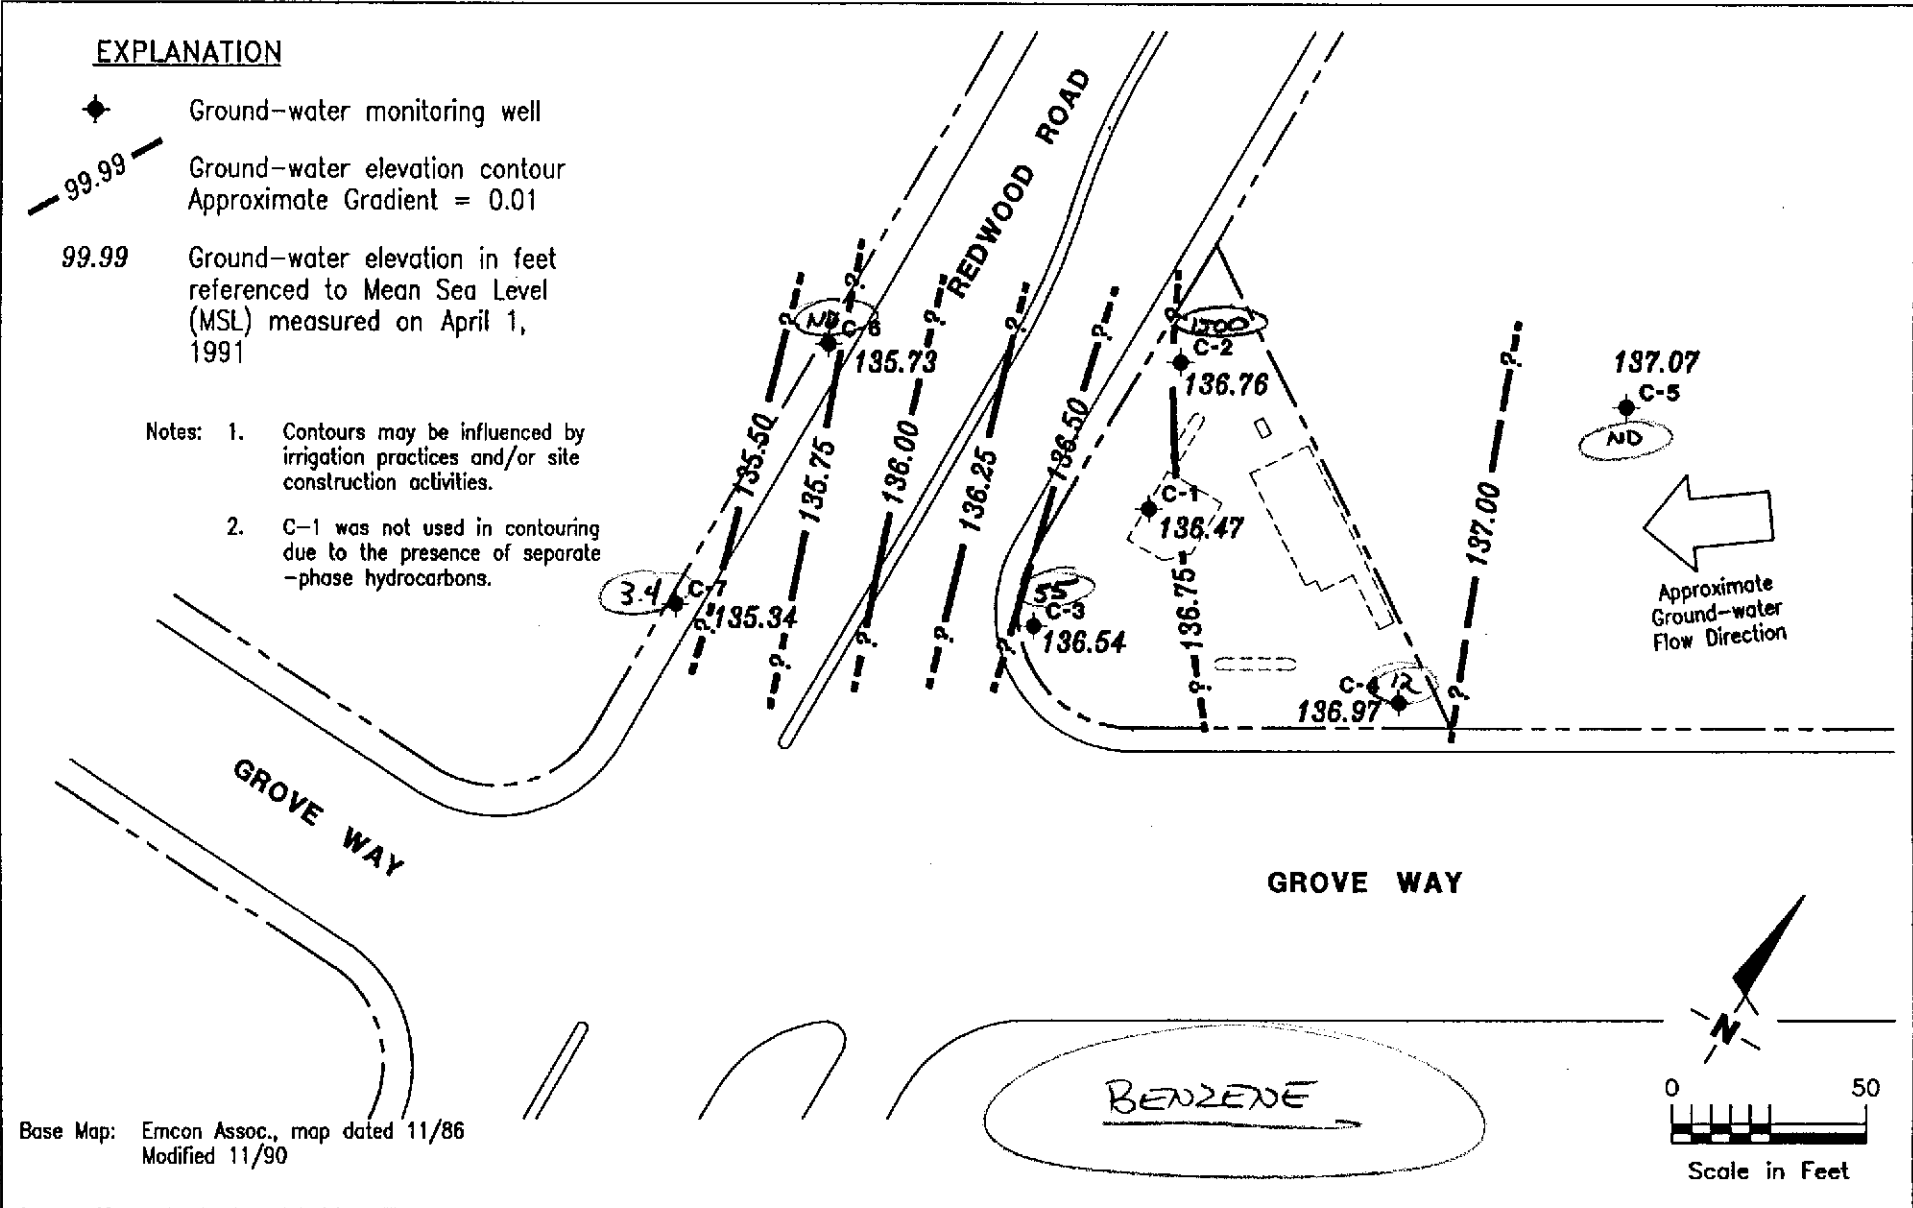 EXPLANATION
Ground-water monitoring well
99.99
Ground-water elevation contour
Approximate Gradient = 0.01
99.99
Ground-water elevation in feet
referenced to Mean Sea Level
(MSL) measured on April 1,
1991
Notes: 1. Contours may be influenced by
irrigation practices and/or site
construction activities.
2. C-1 was not used in contouring
due to the presence of separate
-phase hydrocarbons.
REDWOOD ROAD
ND
C-6
135.73
C-2
136.76
137.07
C-5
ND
C-1
136.47
3.4
C-7
135.34
55
C-3
136.54
C-4
12
136.97
?
?
?
?
?
?
?
135.50
135.75
136.00
136.25
136.50
136.75
137.00
?
?
?
?
?
?
?
Approximate
Ground-water
Flow Direction
GROVE WAY
GROVE WAY
BENZENE
N
0 50
Scale in Feet
Base Map: Emcon Assoc., map dated 11/86
Modified 11/90